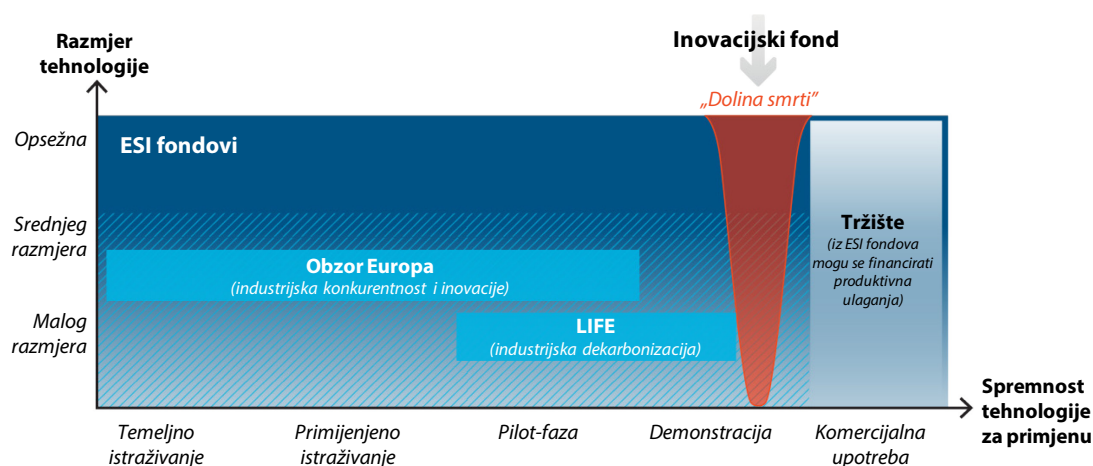 Razmjer
tehnologije
Inovacijski fond
„Dolina smrti”
Opsežna
ESI fondovi
Srednjeg
razmjera
Tržište
(iz ESI fondova
mogu se financirati
produktivna
ulaganja)
Obzor Europa
(industrijska konkurentnost i inovacije)
Malog
razmjera
LIFE
(industrijska dekarbonizacija)
Spremnost
tehnologije
za primjenu
Temeljno
istraživanje
Primijenjeno
istraživanje
Pilot-faza
Demonstracija
Komercijalna
upotreba